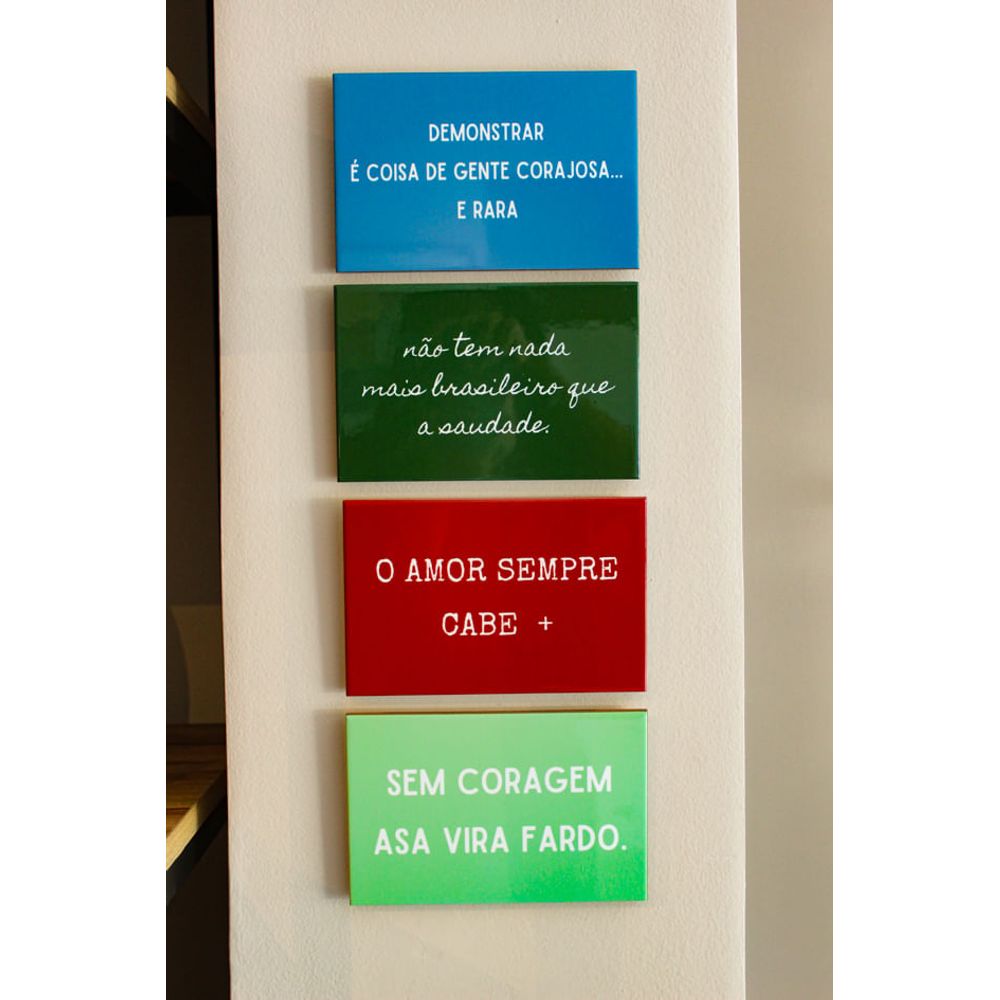 DEMONSTRAR
É COISA DE GENTE CORAJOSA...
E RARA
não tem nada
mais brasileiro que
a saudade.
O AMOR SEMPRE
CABE +
SEM CORAGEM
ASA VIRA FARDO.